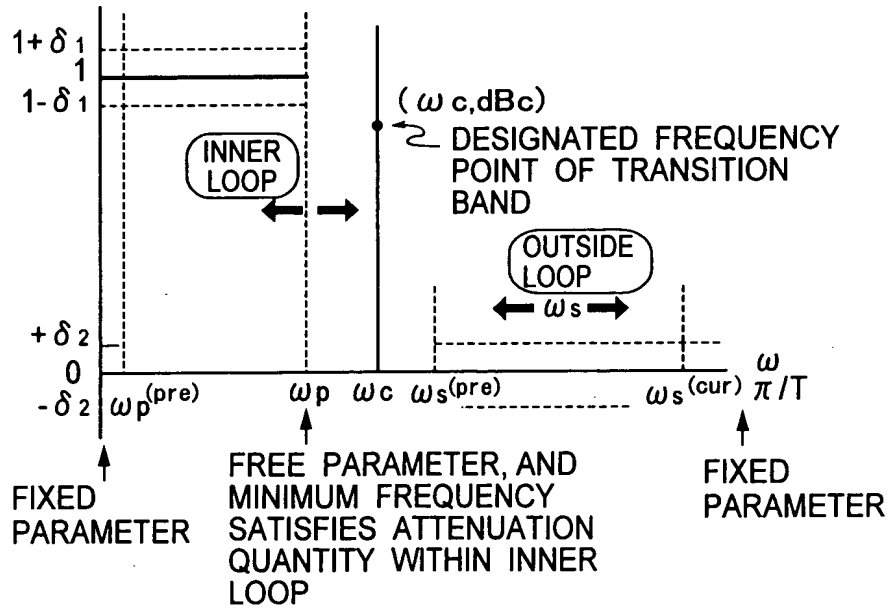 1+δ1
1
1-δ1
(ωc,dBc)
DESIGNATED FREQUENCY
POINT OF TRANSITION
BAND
INNER
LOOP
OUTSIDE
LOOP
ωs
+δ2
0
-δ2
ωp(pre)
ωp
ωc
ωs(pre)
ωs(cur)
ω
π/T
FIXED
PARAMETER
FREE PARAMETER, AND
MINIMUM FREQUENCY
SATISFIES ATTENUATION
QUANTITY WITHIN INNER
LOOP
FIXED
PARAMETER